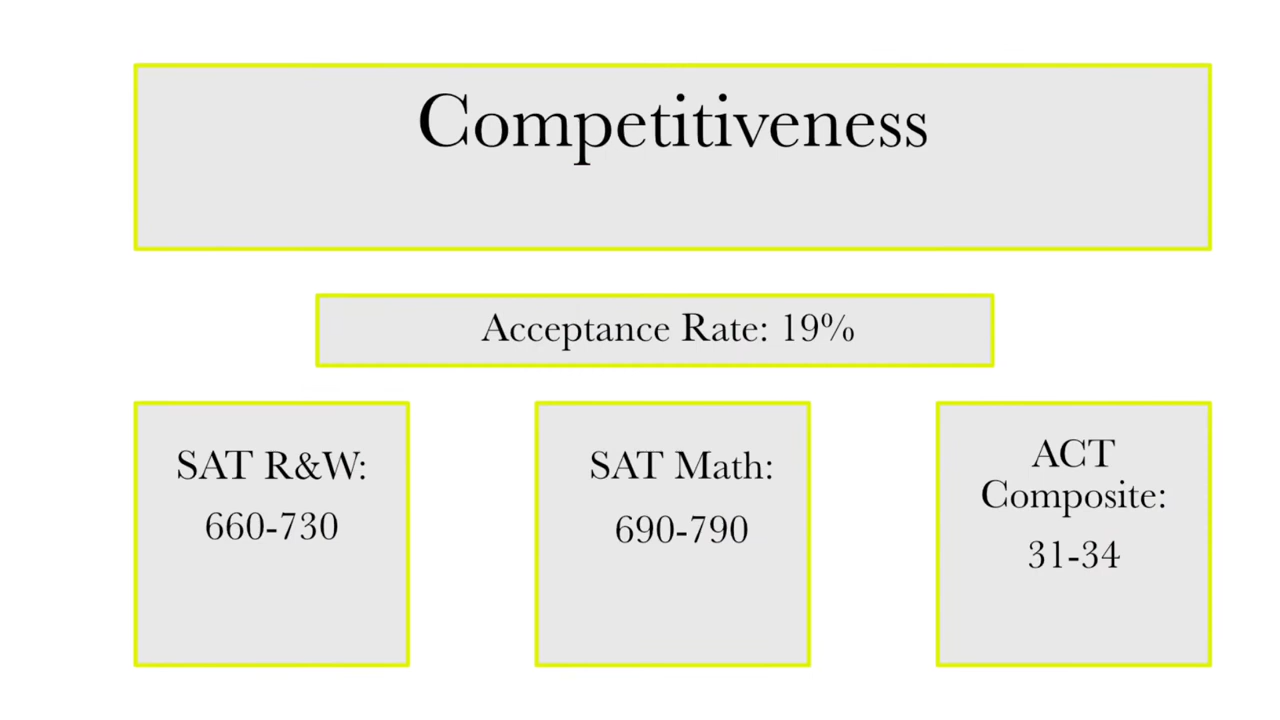 Competitiveness
Acceptance Rate: 19%
SAT R&W:
660-730
SAT Math:
690-790
ACT
Composite:
31-34